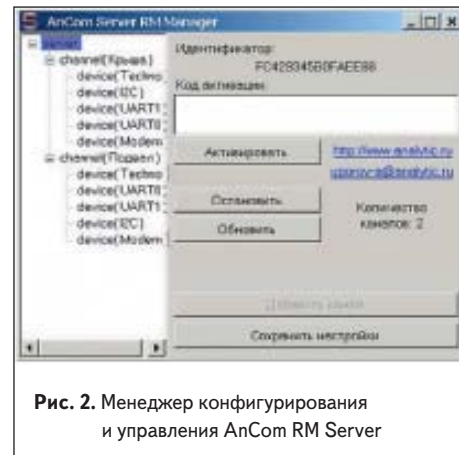 AnCom Server RM Manager
server
channel(Крыша)
device(Techno
device(I2C)
device(UART1
device(UART0
device(Modem
channel(Подвал)
device(Techno
device(UART0
device(UART1
device(I2C)
device(Modem
Идентификатор:
Код активации:
Активировать
http://www.analytic.ru
Остановить
Обновить
Количество
каналов: 2
Добавить канал
Сохранить настройки
Рис. 2. Менеджер конфигурирования
и управления AnCom RM Server